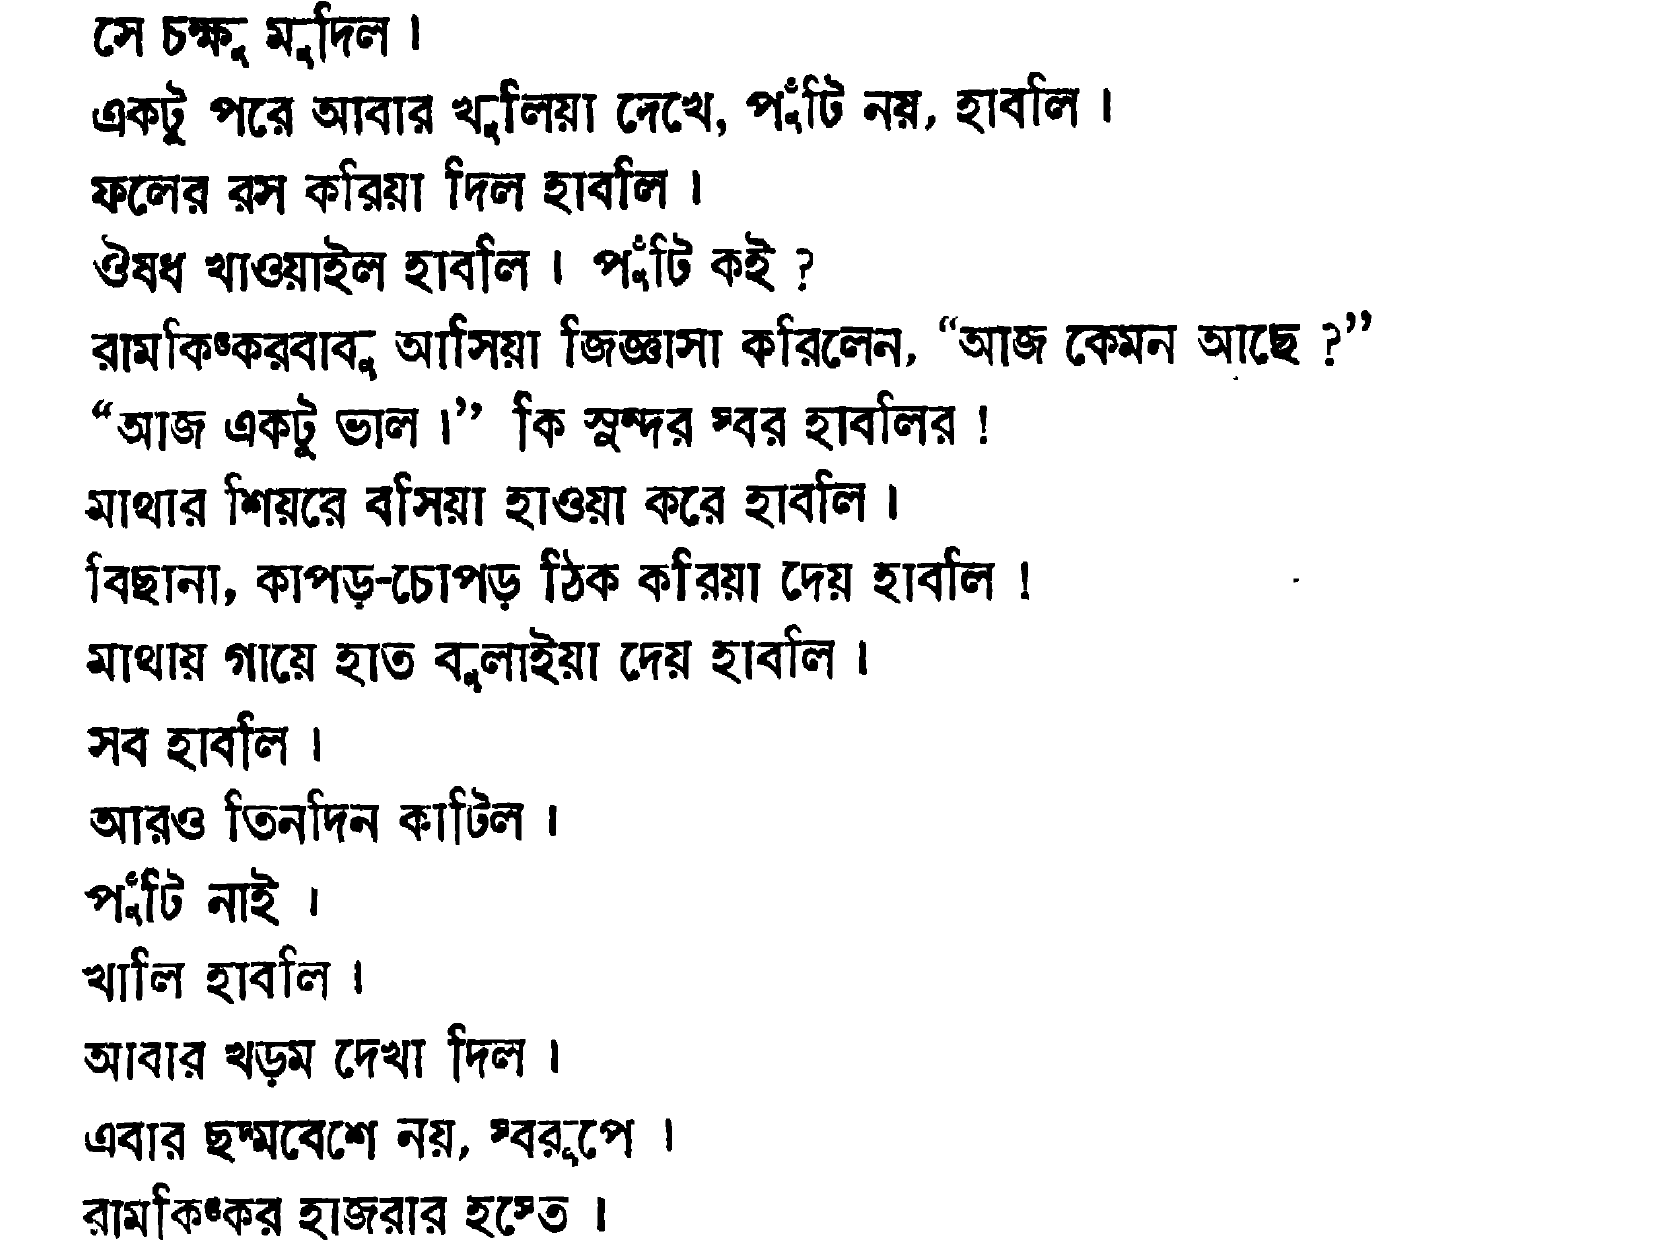 সে চক্ষু মুদিল ।
একটু পরে আবার খুলিয়া দেখে, পুঁটি নয়, হাবলি ।
ফলের রস করিয়া দিল হাবলি ।
ঔষধ খাওয়াইল হাবলি । পুঁটি কই ?
রামকিঙ্করবাবু আসিয়া জিজ্ঞাসা করিলেন, “আজ কেমন আছে ?”
“আজ একটু ভাল ।” কি সুন্দর স্বর হাবলির !
মাথার শিয়রে বসিয়া হাওয়া করে হাবলি ।
বিছানা, কাপড়-চোপড় ঠিক করিয়া দেয় হাবলি !
মাথায় গায়ে হাত বুলাইয়া দেয় হাবলি ।
সব হাবলি ।
আরও তিনদিন কাটিল ।
পুঁটি নাই ।
খালি হাবলি ।
আবার খড়ম দেখা দিল ।
এবার ছদ্মবেশে নয়, স্বরূপে ।
রামকিঙ্কর হাজরার হস্তে ।